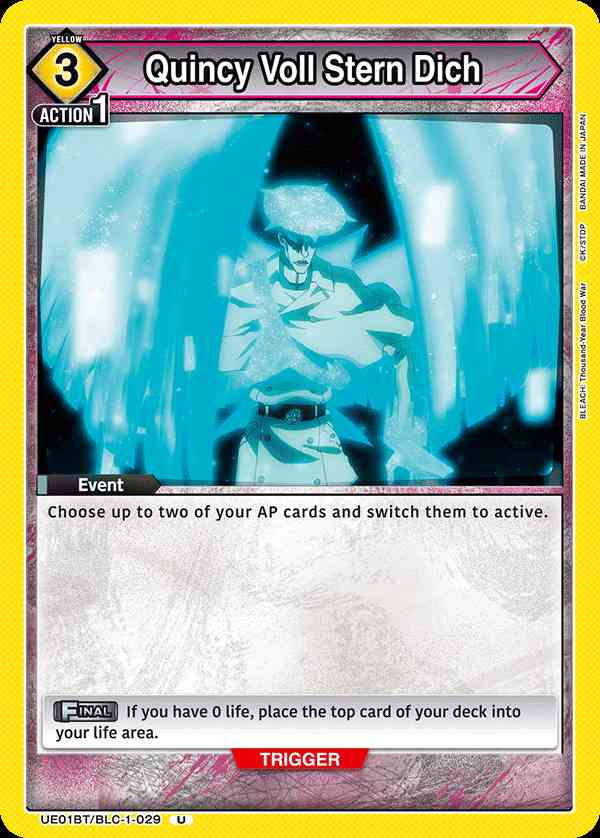 YELLOW
3
Quincy Voll Stern Dich
ACTION 1
BLEACH: Thousand-Year Blood War ©K/STDP BANDAI MADE IN JAPAN
Event
Choose up to two of your AP cards and switch them to active.
FINAL If you have 0 life, place the top card of your deck into
your life area.
TRIGGER
UE01BT/BLC-1-029 U